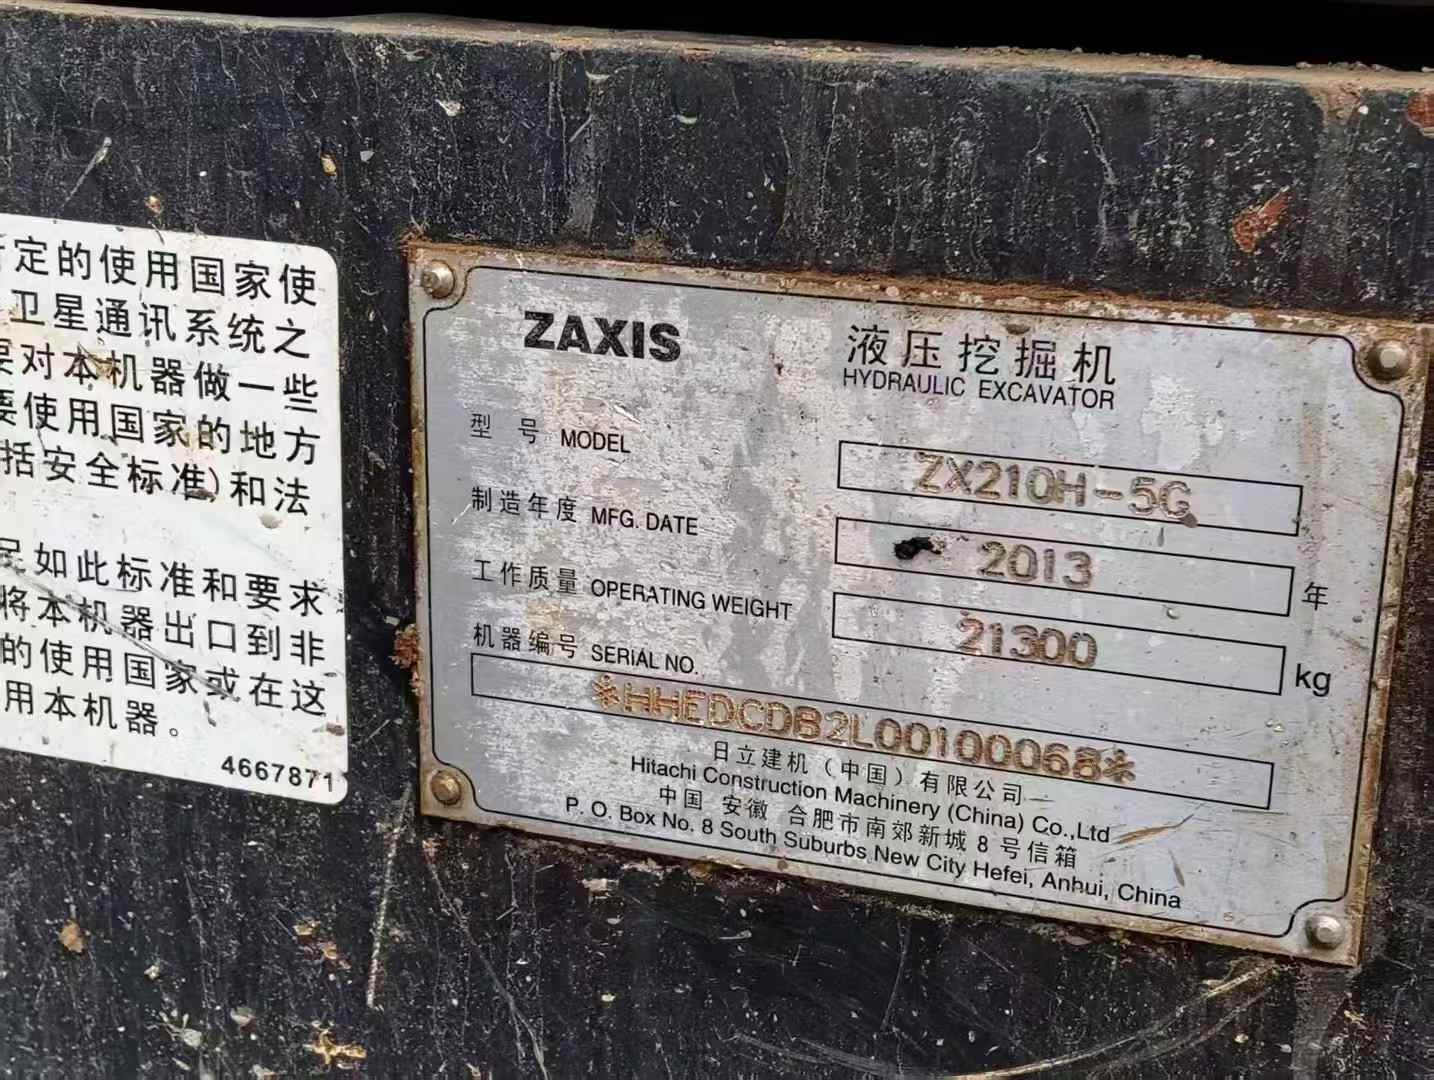 定的使用国家使
卫星通讯系统之
要对本机器做一些
要使用国家的地方
括安全标准)和法
足如此标准和要求
将本机器出口到非
的使用国家或在这
用本机器。
4667871
ZAXIS
液压挖掘机
HYDRAULIC EXCAVATOR
型号 MODEL ZX210H-5G
制造年度 MFG. DATE 2013 年
工作质量 OPERATING WEIGHT 21300 kg
机器编号 SERIAL NO.
*HHEDCDB2L00100068*
日立建机（中国）有限公司
Hitachi Construction Machinery (China) Co.,Ltd
中国 安徽 合肥市南郊新城 8 号信箱
P. O. Box No. 8 South Suburbs New City Hefei, Anhui, China